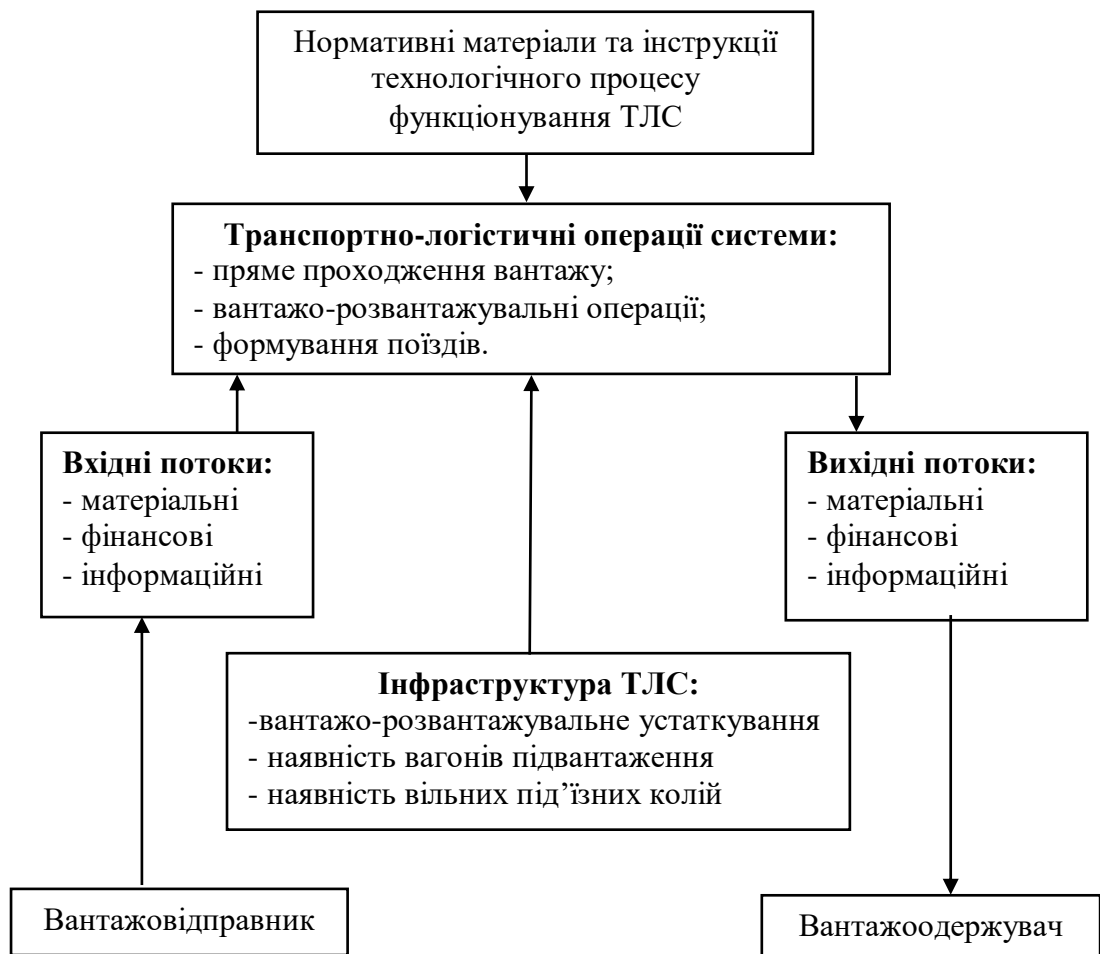 Нормативні матеріали та інструкції
технологічного процесу
функціонування ТЛС
Транспортно-логістичні операції системи:
- пряме проходження вантажу;
- вантажо-розвантажувальні операції;
- формування поїздів.
Вхідні потоки:
- матеріальні
- фінансові
- інформаційні
Вихідні потоки:
- матеріальні
- фінансові
- інформаційні
Інфраструктура ТЛС:
-вантажо-розвантажувальне устаткування
- наявність вагонів підвантаження
- наявність вільних під’їзних колій
Вантажовідправник
Вантажоодержувач